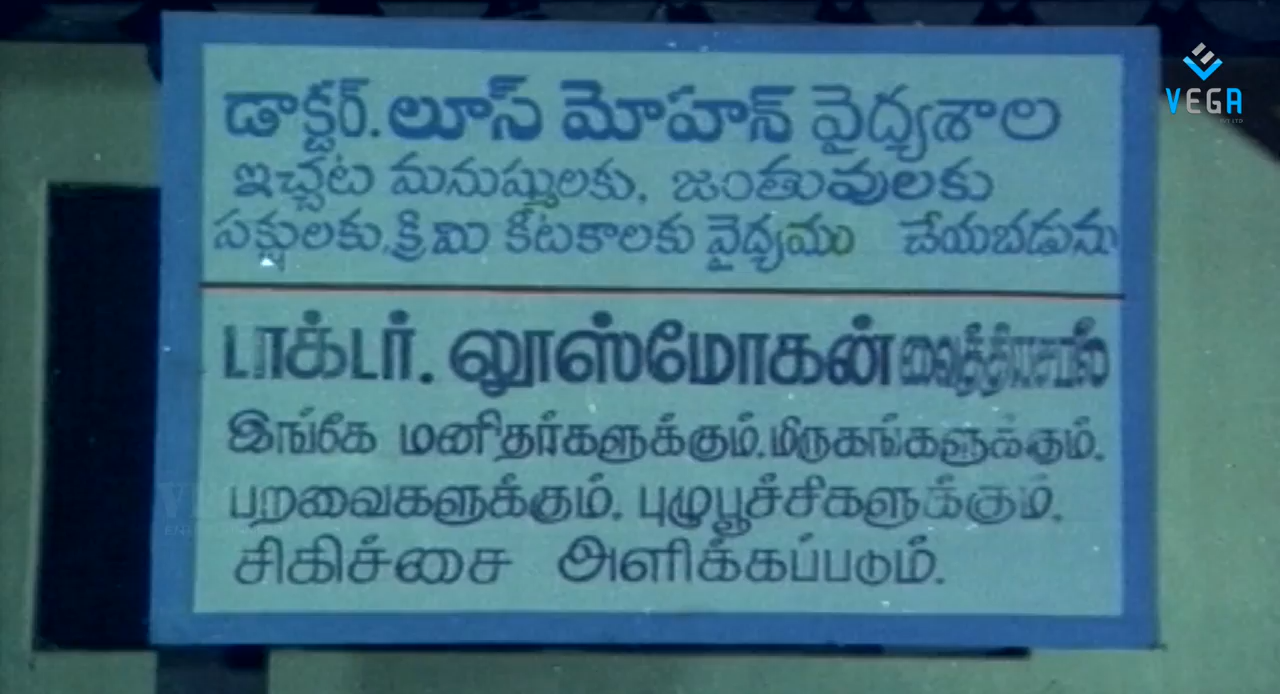 డాక్టర్. లూస్ మోహన్ వైద్యశాల
ఇచ్చట మనుష్యులకు, జంతువులకు
పక్షులకు, క్రిమి కీటకాలకు వైద్యము చేయబడును
டாக்டர். லூஸ்மோகன் வைத்தியசாலை
இங்கே மனிதர்களுக்கும். மிருகங்களுக்கும்.
பறவைகளுக்கும். புழுபூச்சிகளுக்கும்.
சிகிச்சை அளிக்கப்படும்.
VEGA